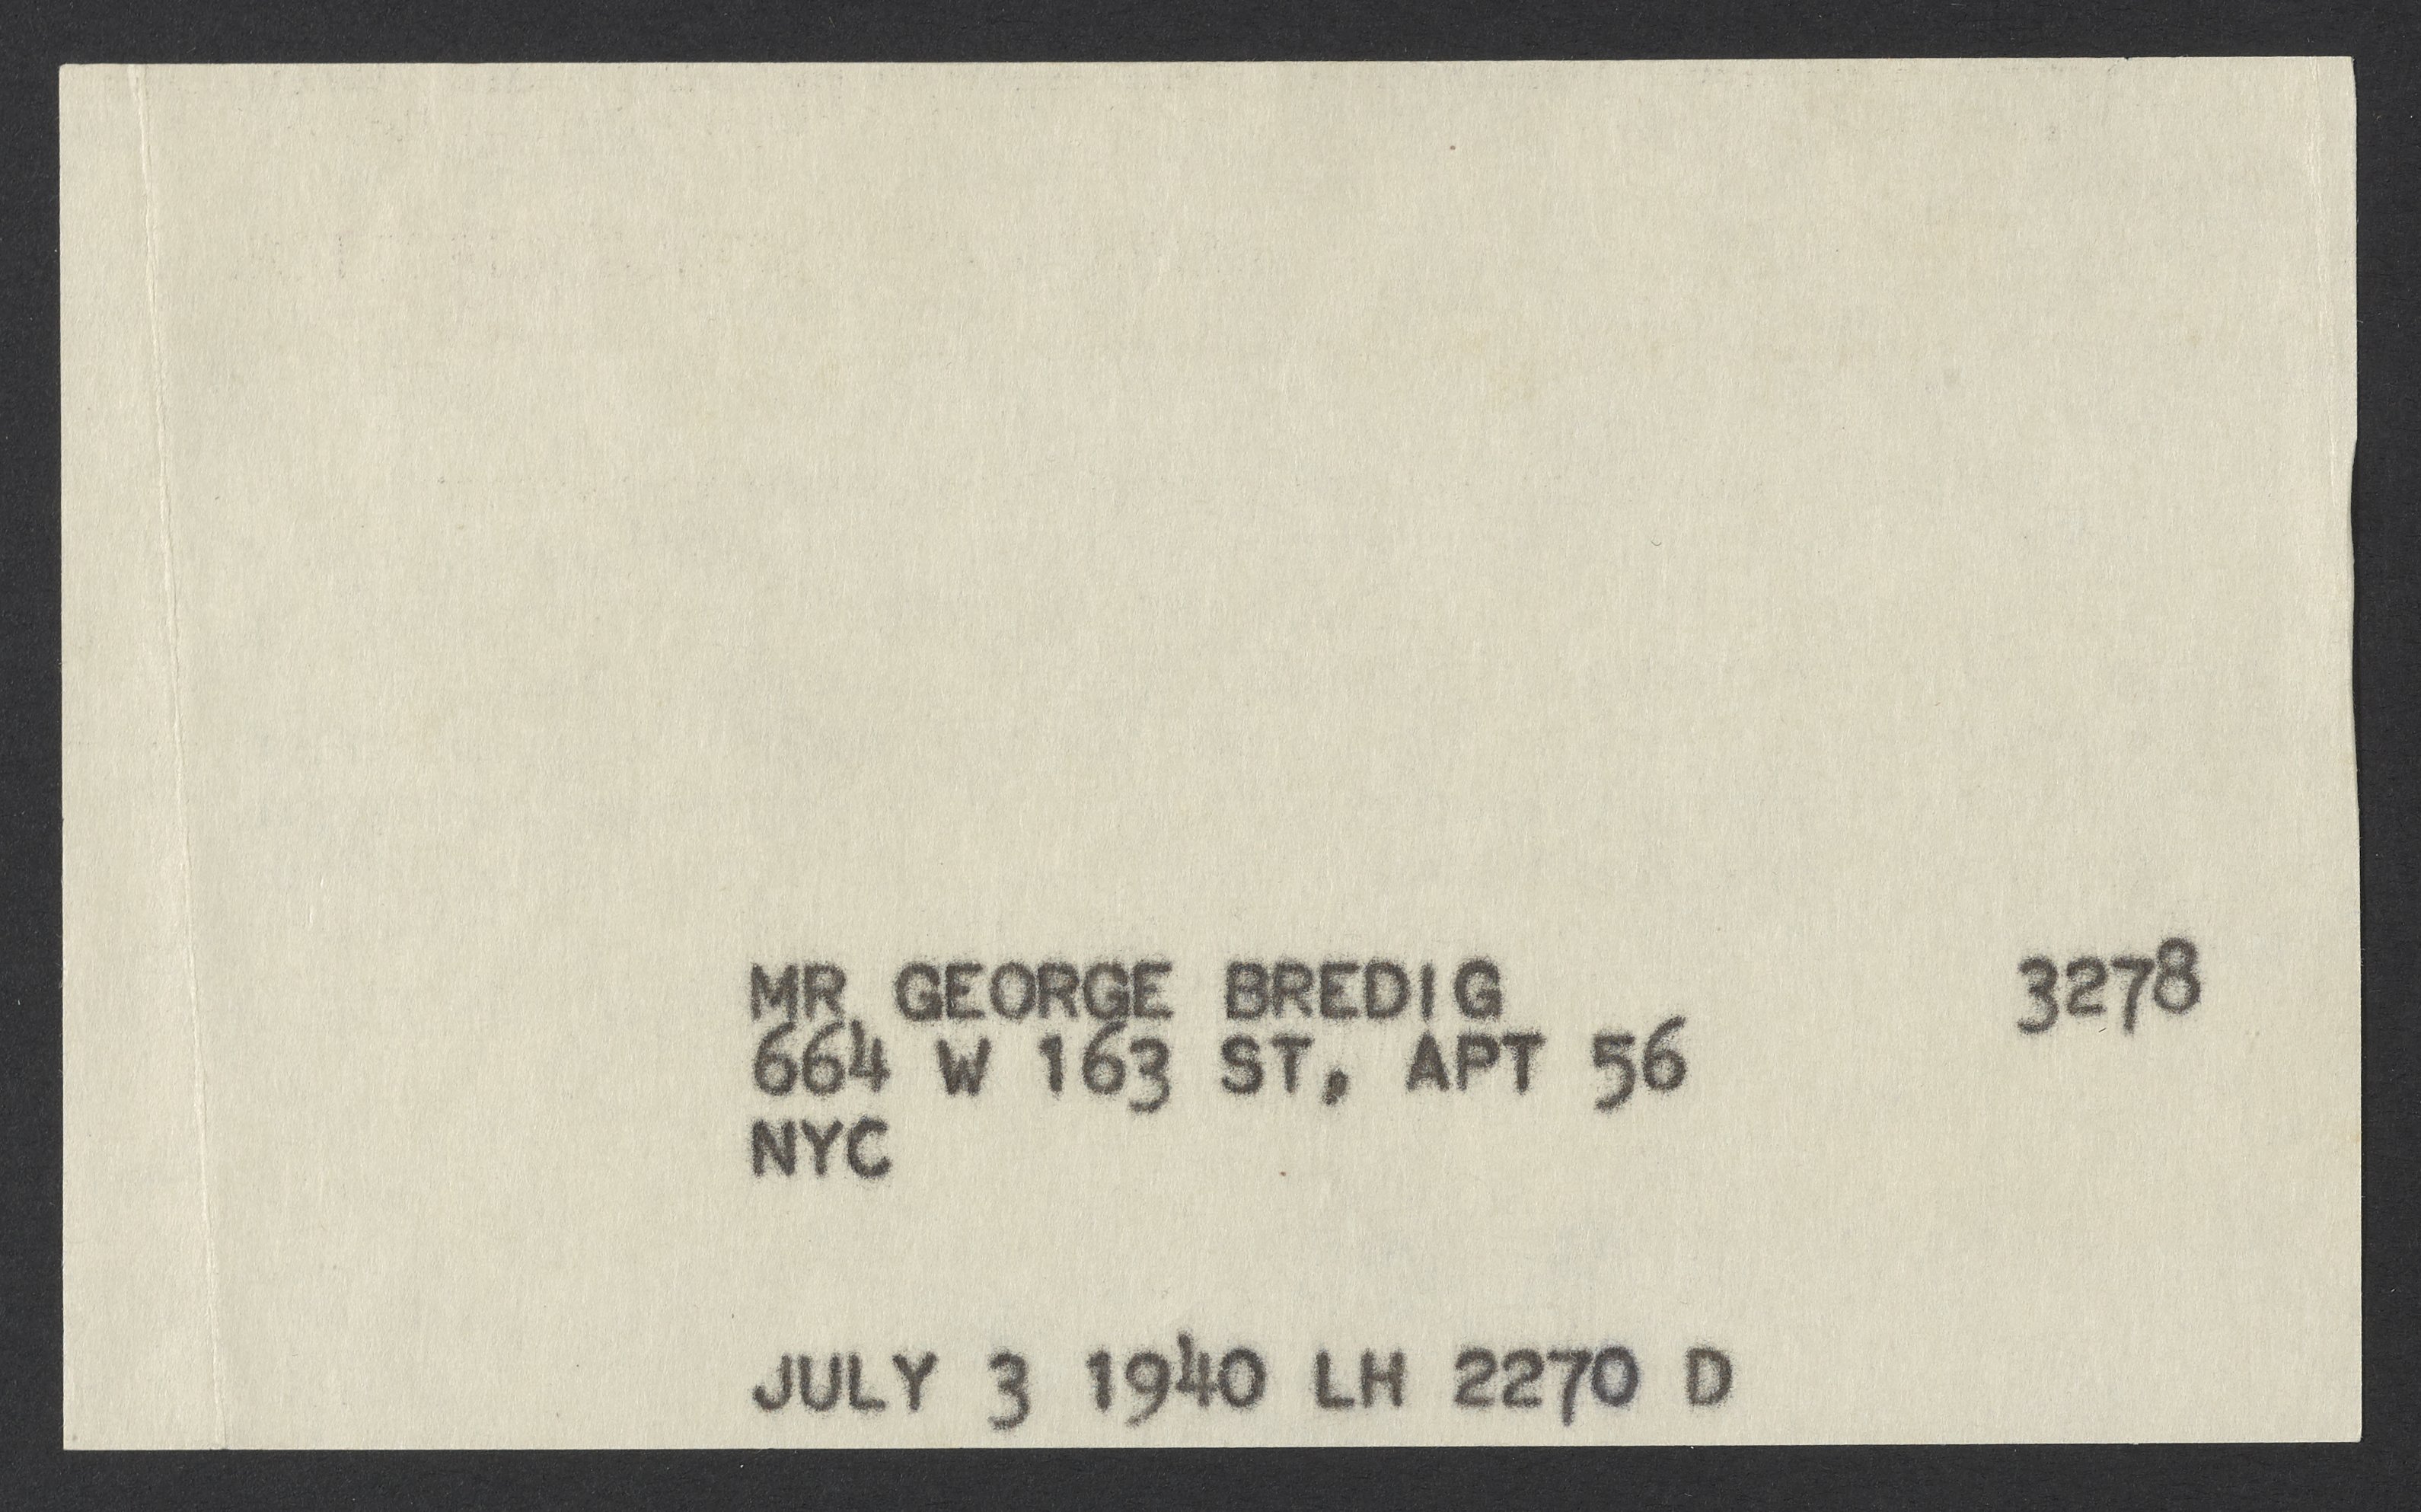 MR GEORGE BREDIG 3278
664 W 163 ST, APT 56
NYC
JULY 3 1940 LH 2270 D